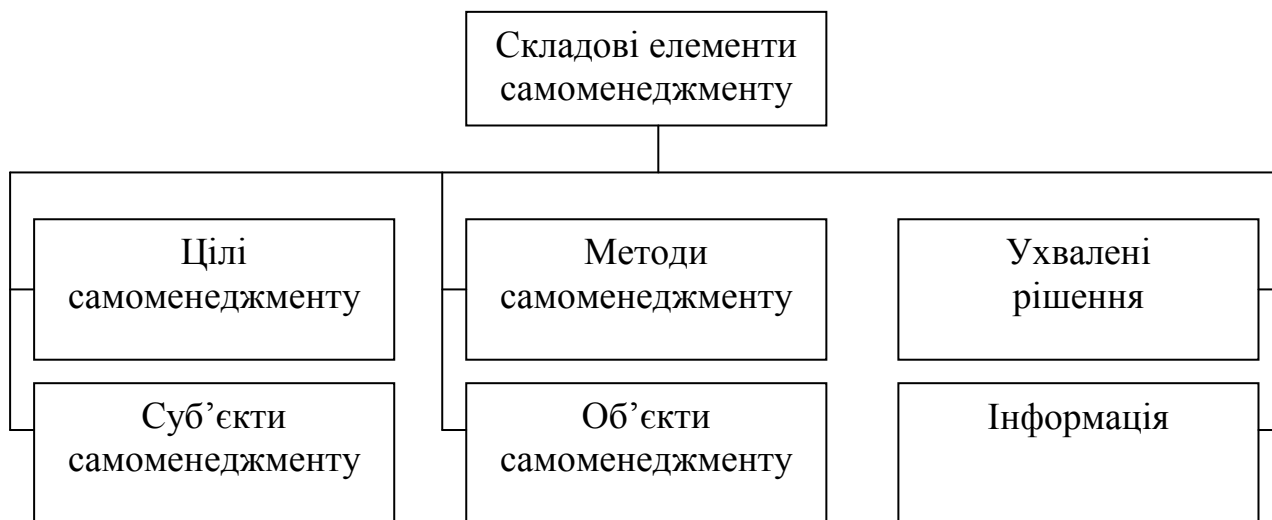 Складові елементи
самоменеджменту
Цілі
самоменеджменту
Методи
самоменеджменту
Ухвалені
рішення
Суб’єкти
самоменеджменту
Об’єкти
самоменеджменту
Інформація